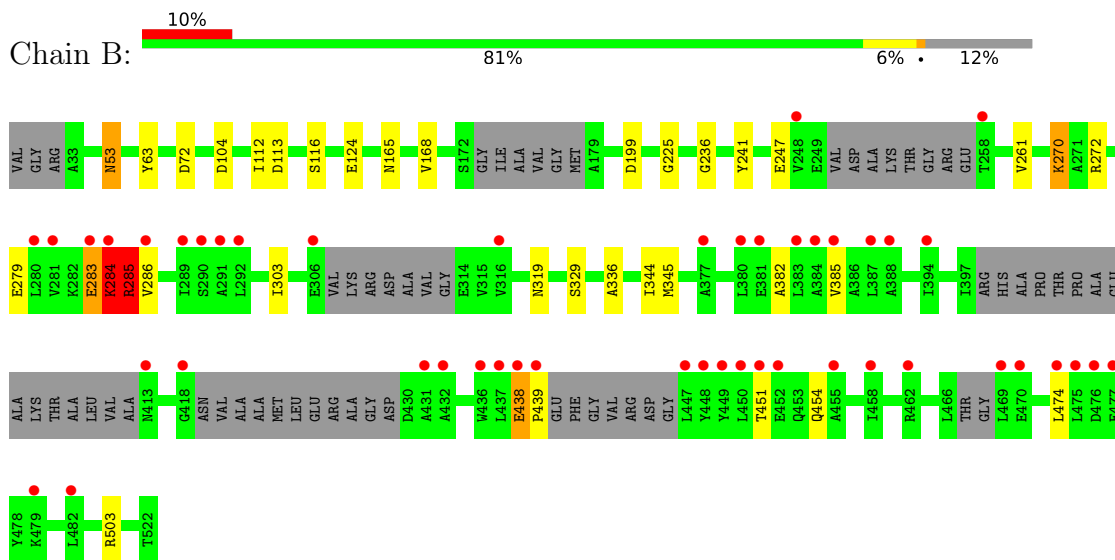 10%
Chain B:
81% 6% • 12%
VAL GLY ARG A33 N53 Y63 D72 D104 I112 D113 S116 E124 N165 V168 S172 GLY ILE ALA VAL GLY MET A179 D199 G225 G236 Y241 E247 V248 E249 VAL ASP ALA LYS THR GLY ARG GLU T258 V261 K270 A271 R272
E279 L280 V281 K282 E283 K284 R285 V286 I289 S290 A291 L292 I303 E306 VAL LYS ARG ASP ALA VAL GLY E314 V315 V316 N319 S329 A336 I344 M345 A377 L380 E381 A382 L383 A384 V385 A386 L387 A388 I394 I397 ARG HIS ALA PRO THR PRO ALA GLU
ALA LYS THR ALA LEU VAL ALA N413 G418 ASN VAL ALA ALA MET LEU GLU ARG ALA GLY ASP D430 A431 A432 W436 L437 E438 P439 GLU PHE GLY VAL ARG ASP GLY L447 Y448 Y449 L450 T451 E452 Q453 Q454 A455 I458 R462 L466 THR GLY L469 E470 L474 L475 D476
Y478 K479 L482 R503 T522